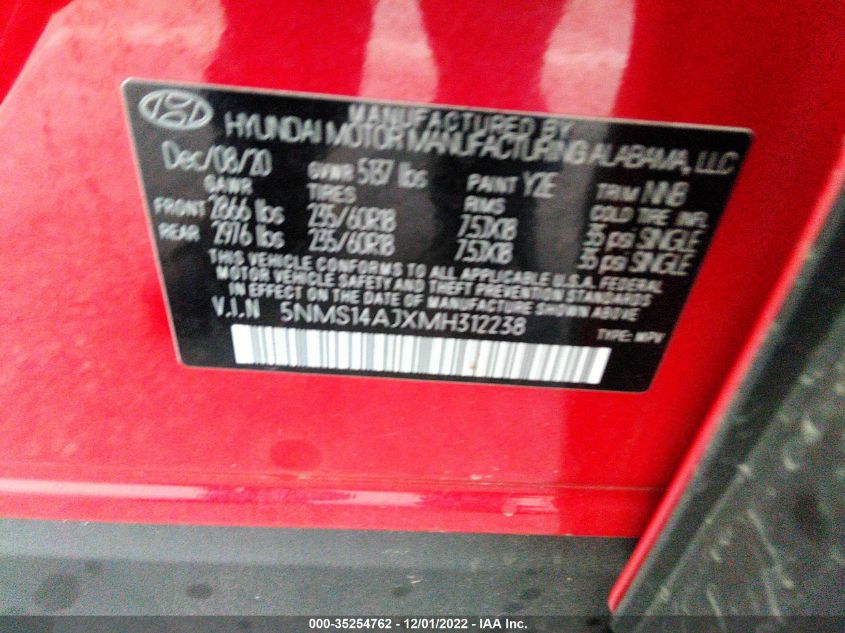 MANUFACTURED BY
HYUNDAI MOTOR MANUFACTURING ALABAMA, LLC
Dec/08/20 GVWR 5137 lbs PAINT Y2E TRIM NNB
GAWR TIRES RIMS COLD TIRE INFL
FRONT 2866 lbs 235/60R18 7.5JX18 35 psi SINGLE
REAR 2976 lbs 235/60R18 7.5JX18 35 psi SINGLE
THIS VEHICLE CONFORMS TO ALL APPLICABLE U.S.A. FEDERAL
MOTOR VEHICLE SAFETY AND THEFT PREVENTION STANDARDS
IN EFFECT ON THE DATE OF MANUFACTURE SHOWN ABOVE
V.I.N 5NMS14AJXMH312238 TYPE: MPV
000-35254762 - 12/01/2022 - IAA Inc.